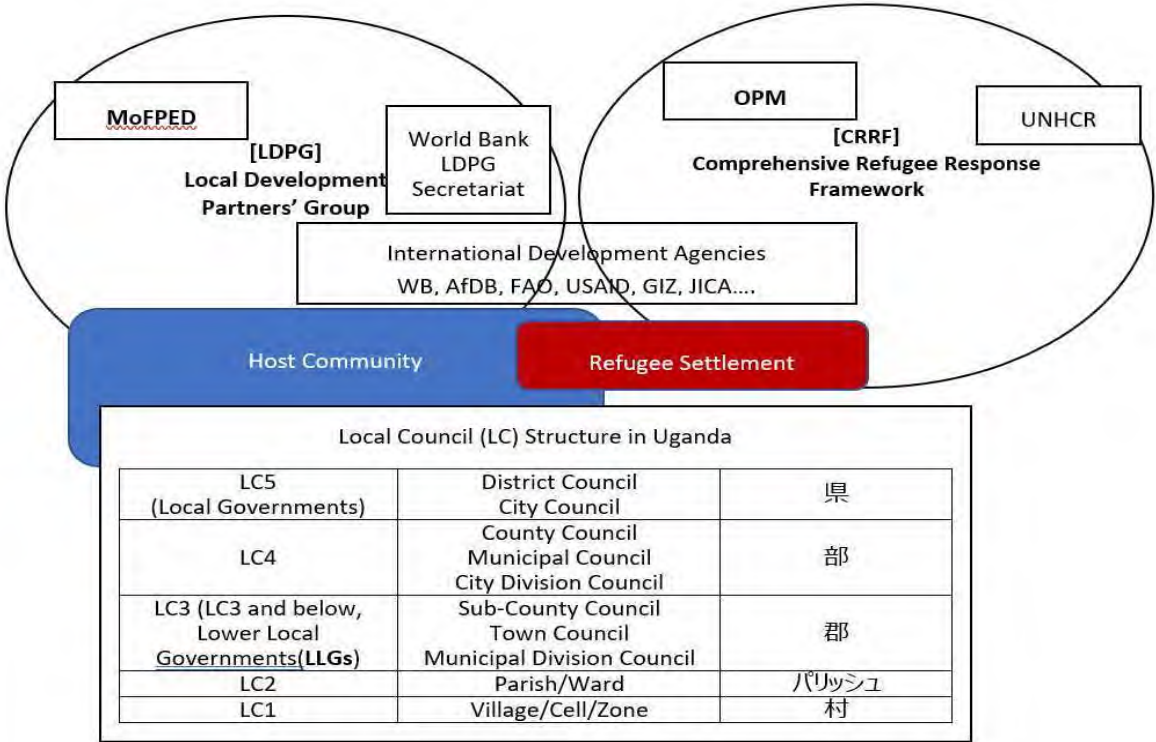 MoFPED
[LDPG]
Local Development
Partners' Group
World Bank
LDPG
Secretariat
OPM
UNHCR
[CRRF]
Comprehensive Refugee Response
Framework
International Development Agencies
WB, AfDB, FAO, USAID, GIZ, JICA....
Host Community
Refugee Settlement
Local Council (LC) Structure in Uganda
LC5
(Local Governments)
District Council
City Council
県
LC4
County Council
Municipal Council
City Division Council
部
LC3 (LC3 and below,
Lower Local
Governments(LLGs)
Sub-County Council
Town Council
Municipal Division Council
郡
LC2
Parish/Ward
パリッシュ
LC1
Village/Cell/Zone
村